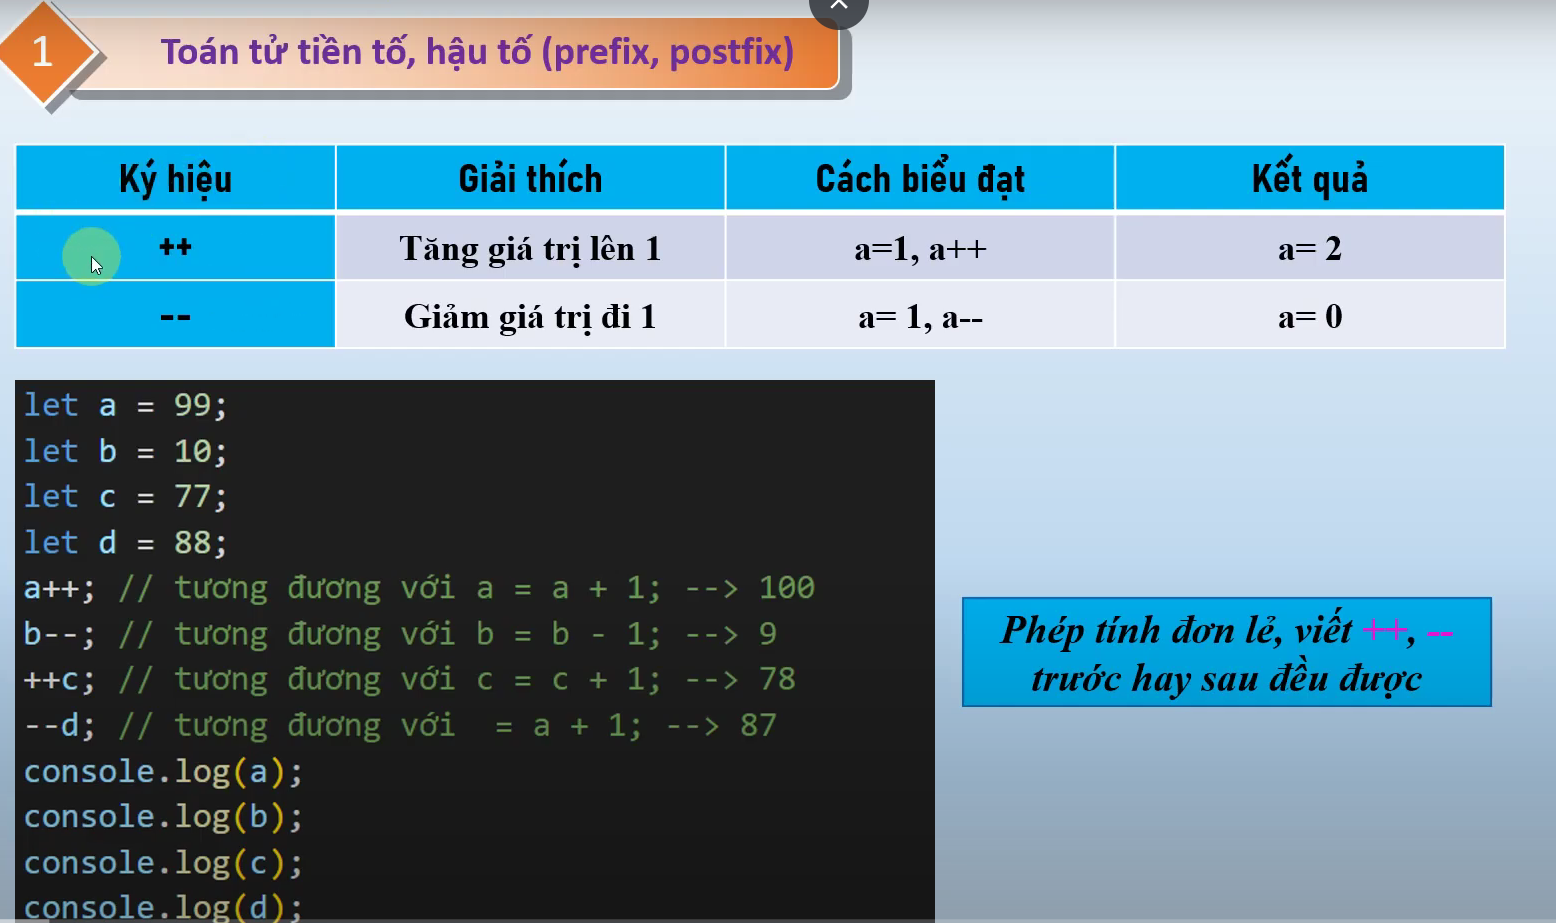 1
Toán tử tiền tố, hậu tố (prefix, postfix)
Ký hiệu Giải thích Cách biểu đạt Kết quả
++ Tăng giá trị lên 1 a=1, a++ a= 2
-- Giảm giá trị đi 1 a= 1, a-- a= 0
let a = 99;
let b = 10;
let c = 77;
let d = 88;
a++; // tương đương với a = a + 1; --> 100
b--; // tương đương với b = b - 1; --> 9
++c; // tương đương với c = c + 1; --> 78
--d; // tương đương với  = a + 1; --> 87
console.log(a);
console.log(b);
console.log(c);
console.log(d);
Phép tính đơn lẻ, viết ++, --
trước hay sau đều được